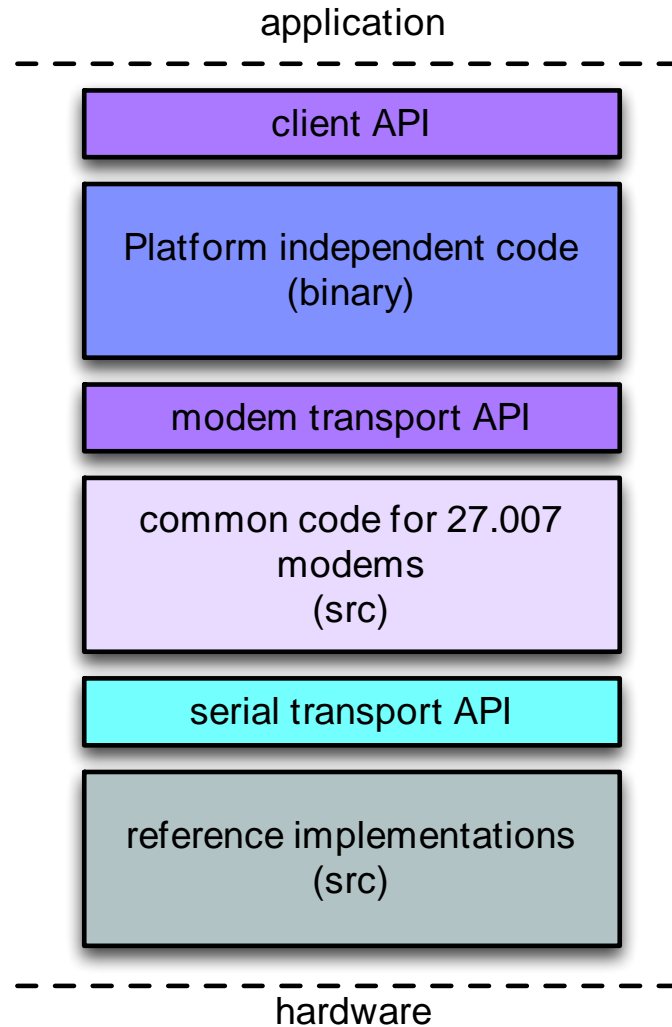 application
client API
Platform independent code
(binary)
modem transport API
common code for 27.007
modems
(src)
serial transport API
reference implementations
(src)
hardware